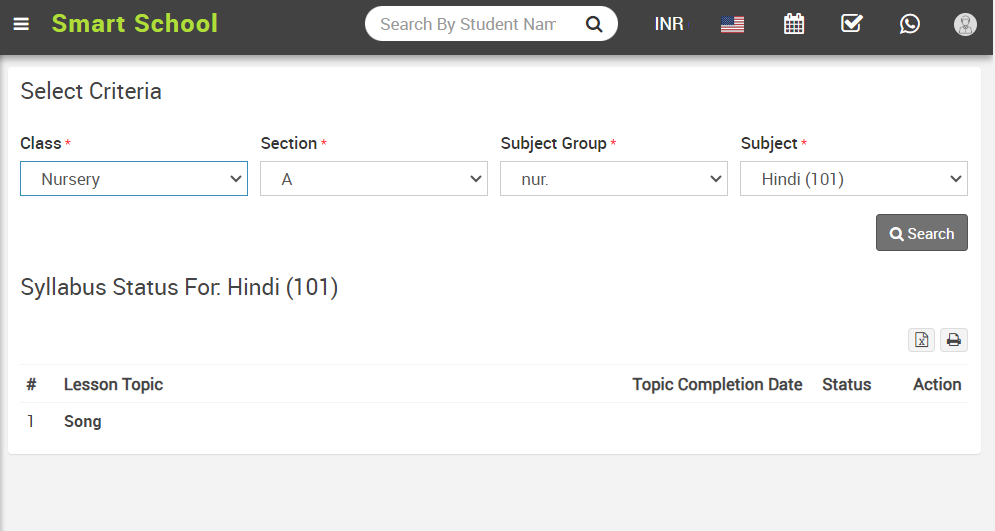 Smart School
Search By Student Nam
INR
Select Criteria
Class *
Section *
Subject Group *
Subject *
Nursery
A
nur.
Hindi (101)
Search
Syllabus Status For: Hindi (101)
# Lesson Topic Topic Completion Date Status Action
1 Song